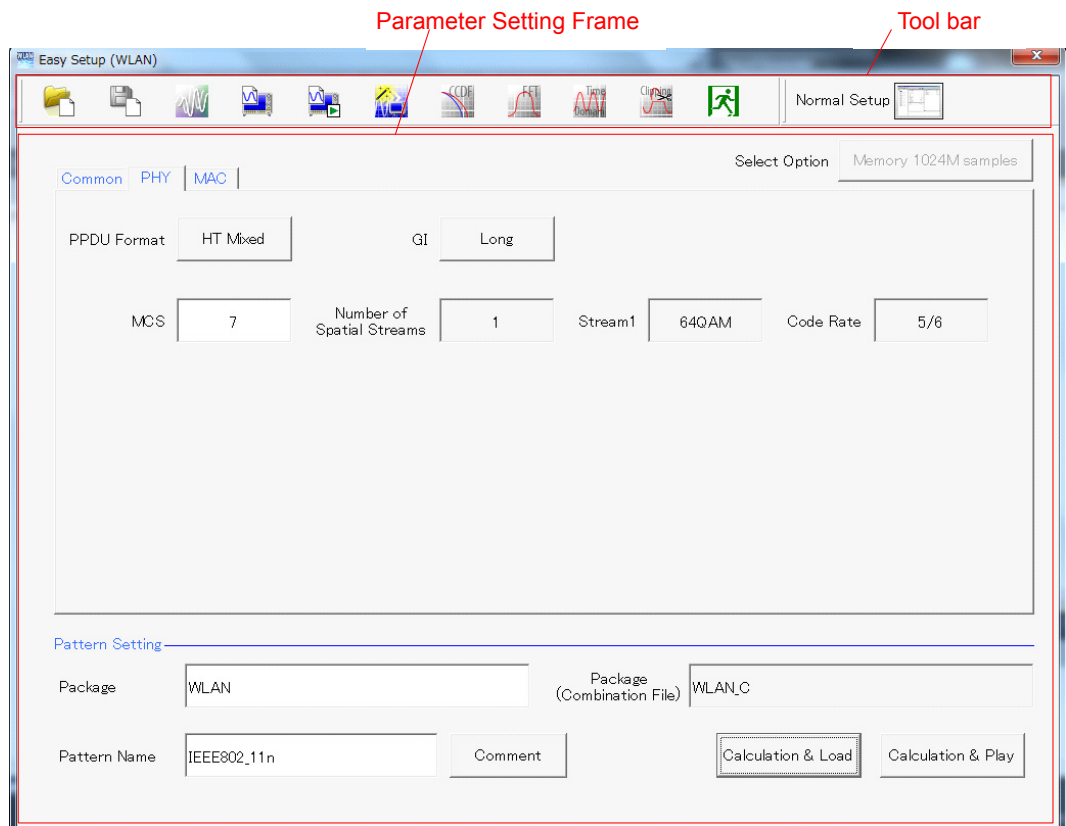 Parameter Setting Frame
Tool bar
WLAN
Easy Setup (WLAN)
x
CCDF
FFT
Time
Domain
Clipping
Normal Setup
Select Option
Memory 1024M samples
Common
PHY
MAC
PPDU Format
HT Mixed
GI
Long
MCS
7
Number of
Spatial Streams
1
Stream1
64QAM
Code Rate
5/6
Pattern Setting
Package
WLAN
Package
(Combination File)
WLAN_C
Pattern Name
IEEE802_11n
Comment
Calculation & Load
Calculation & Play